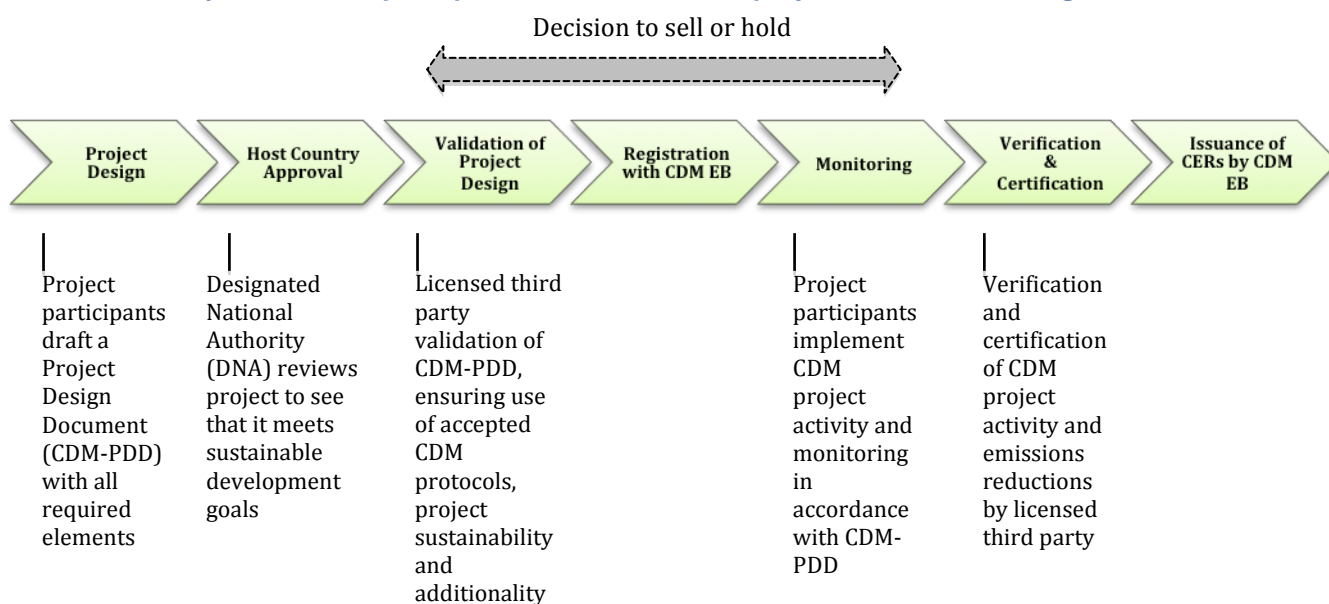 Decision to sell or hold
Project
Design
Host Country
Approval
Validation of
Project
Design
Registration
with CDM EB
Monitoring
Verification
&
Certification
Issuance of
CERs by CDM
EB
Project
participants
draft a
Project
Design
Document
(CDM-PDD)
with all
required
elements
Designated
National
Authority
(DNA) reviews
project to see
that it meets
sustainable
development
goals
Licensed third
party
validation of
CDM-PDD,
ensuring use
of accepted
CDM
protocols,
project
sustainability
and
additionality
Project
participants
implement
CDM
project
activity and
monitoring
in
accordance
with CDM-
PDD
Verification
and
certification
of CDM
project
activity and
emissions
reductions
by licensed
third party